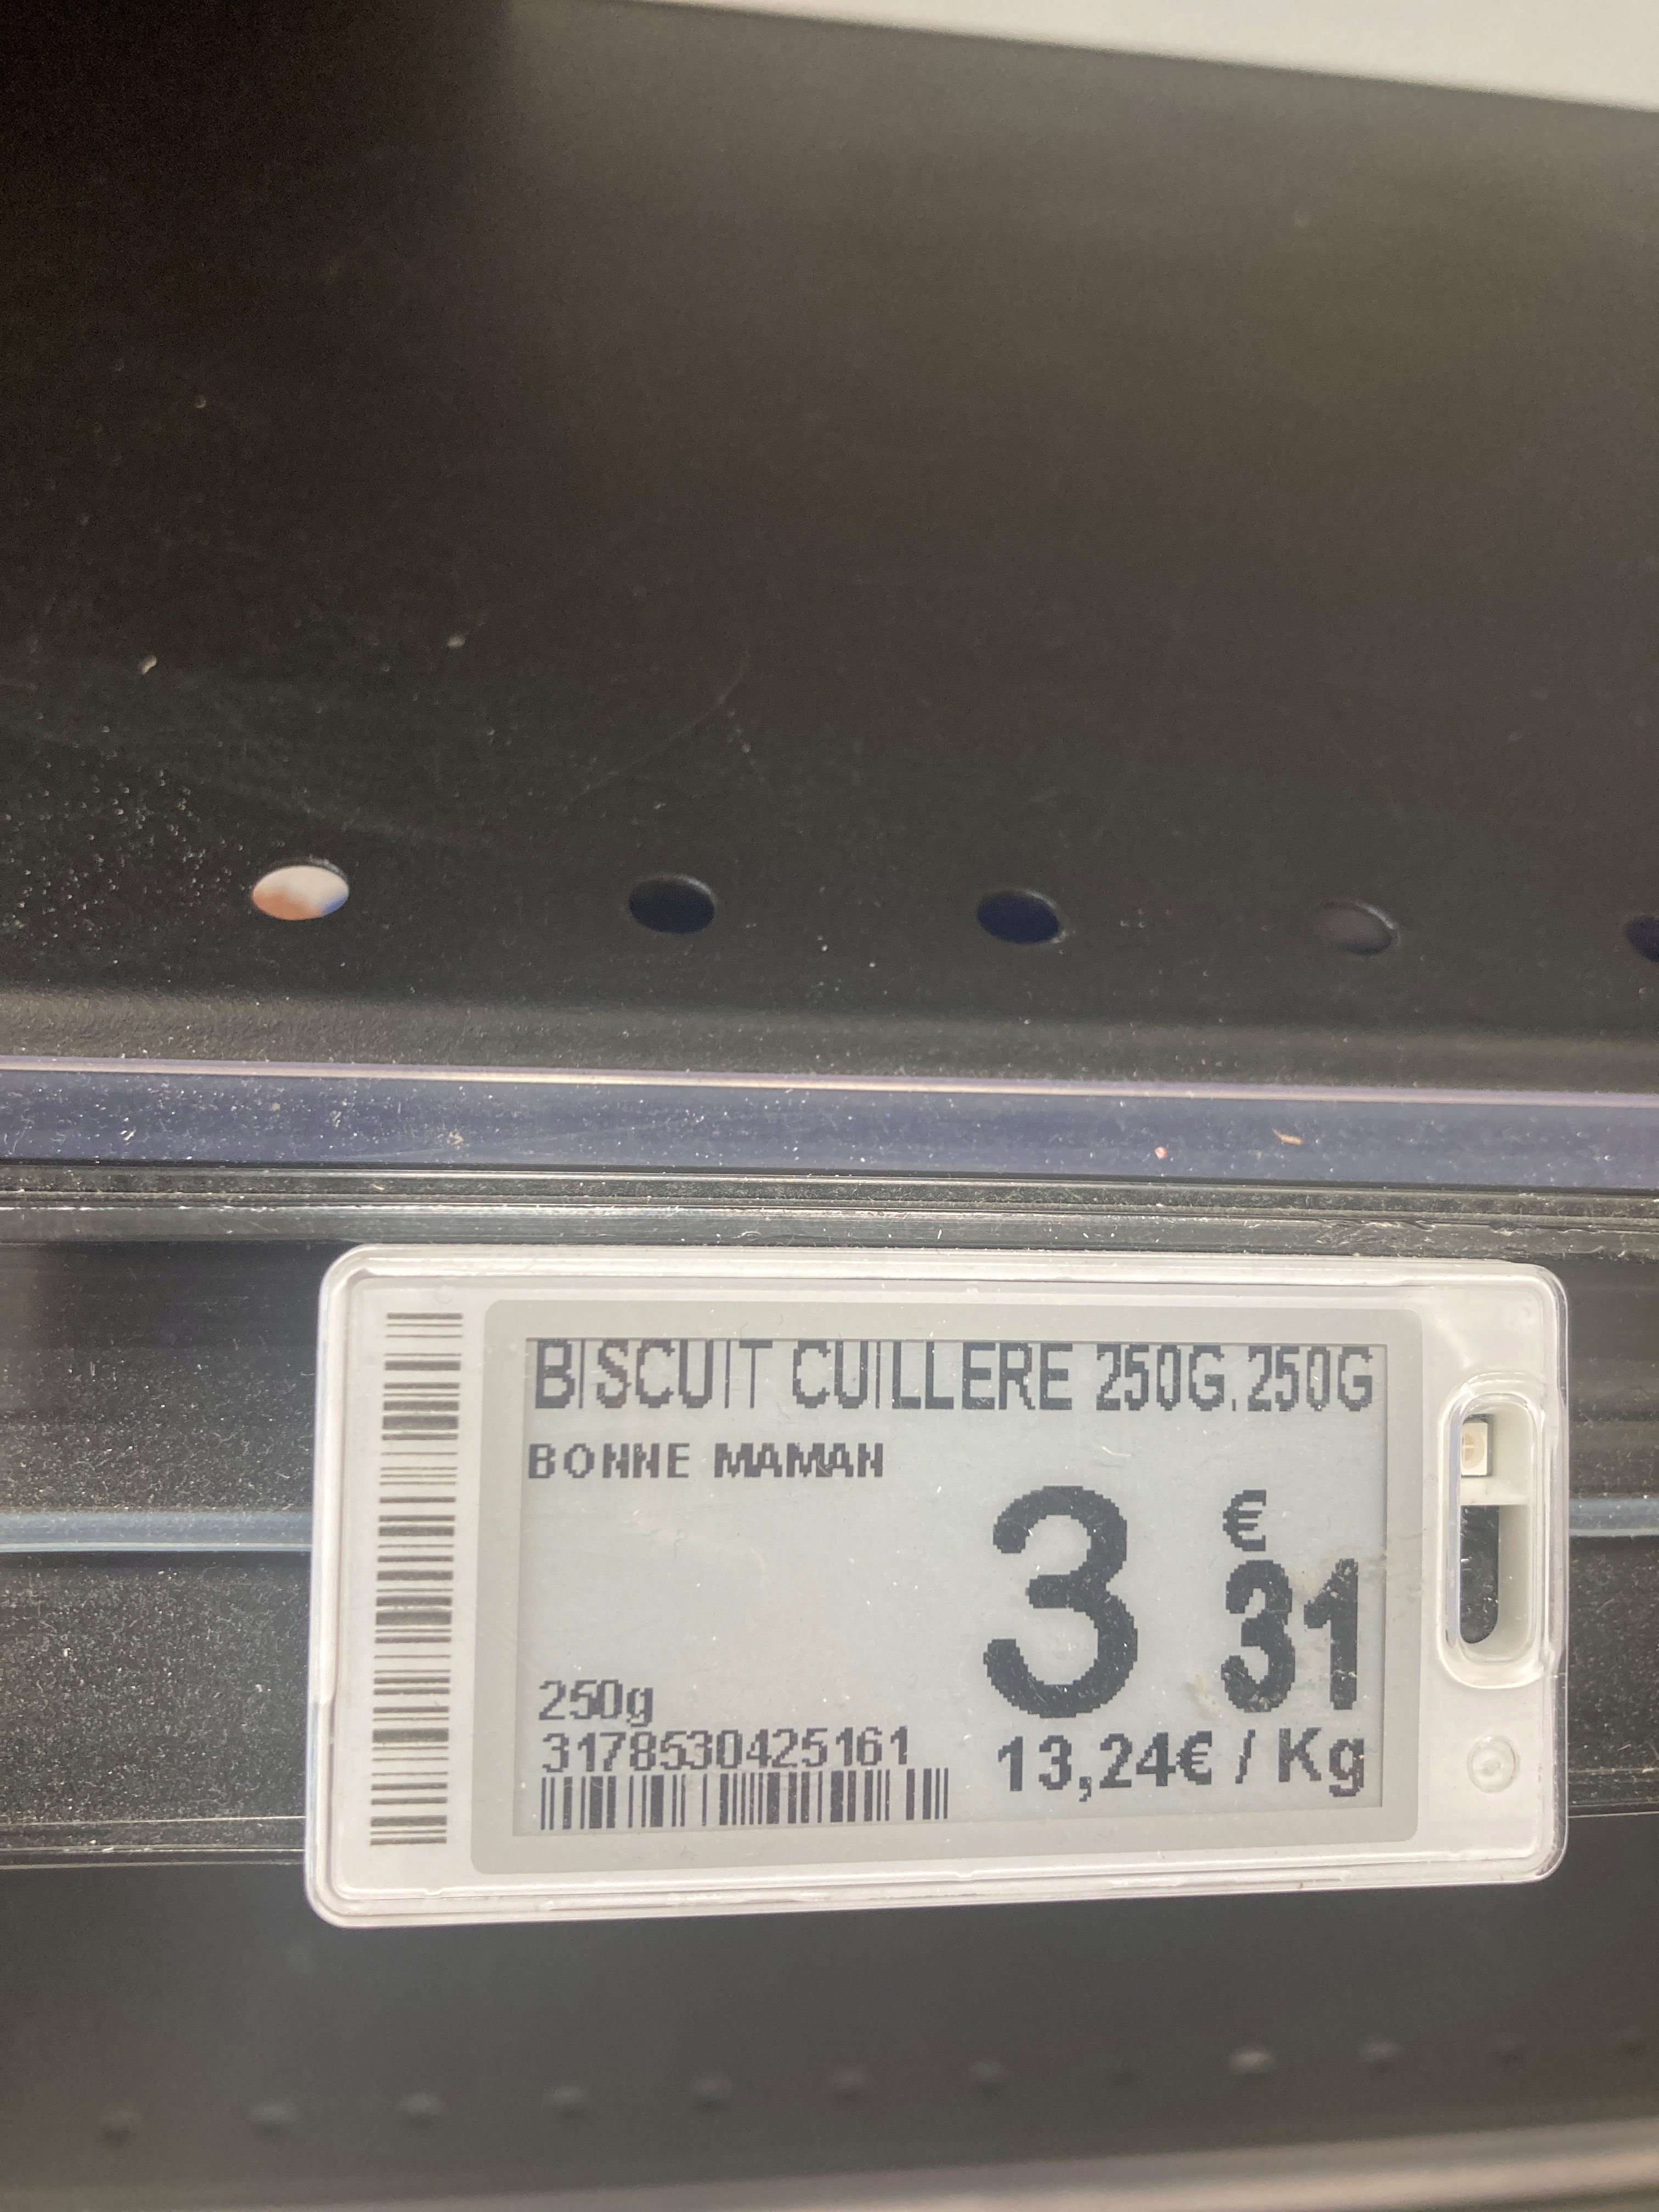 BISCUIT CUILLERE 250G.250G
BONNE MAMAN
3 € 31
250g
3178530425161
13,24€ / Kg